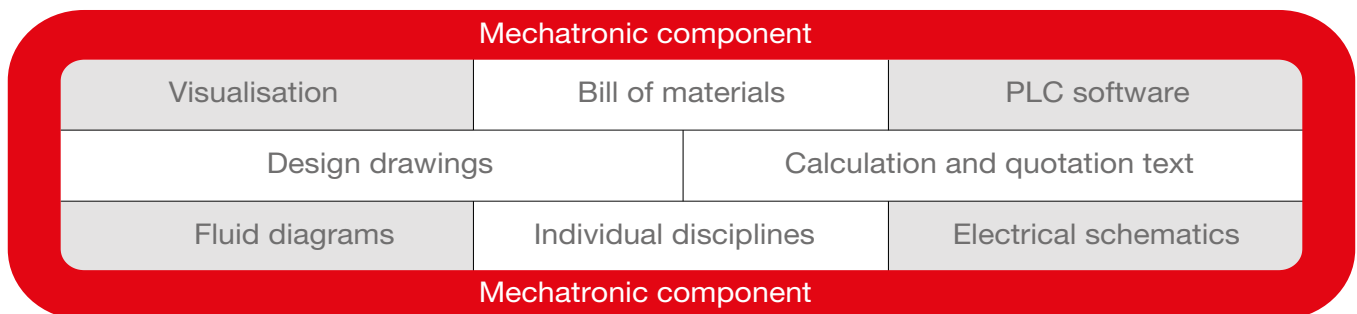 Mechatronic component
Visualisation
Bill of materials
PLC software
Design drawings
Calculation and quotation text
Fluid diagrams
Individual disciplines
Electrical schematics
Mechatronic component